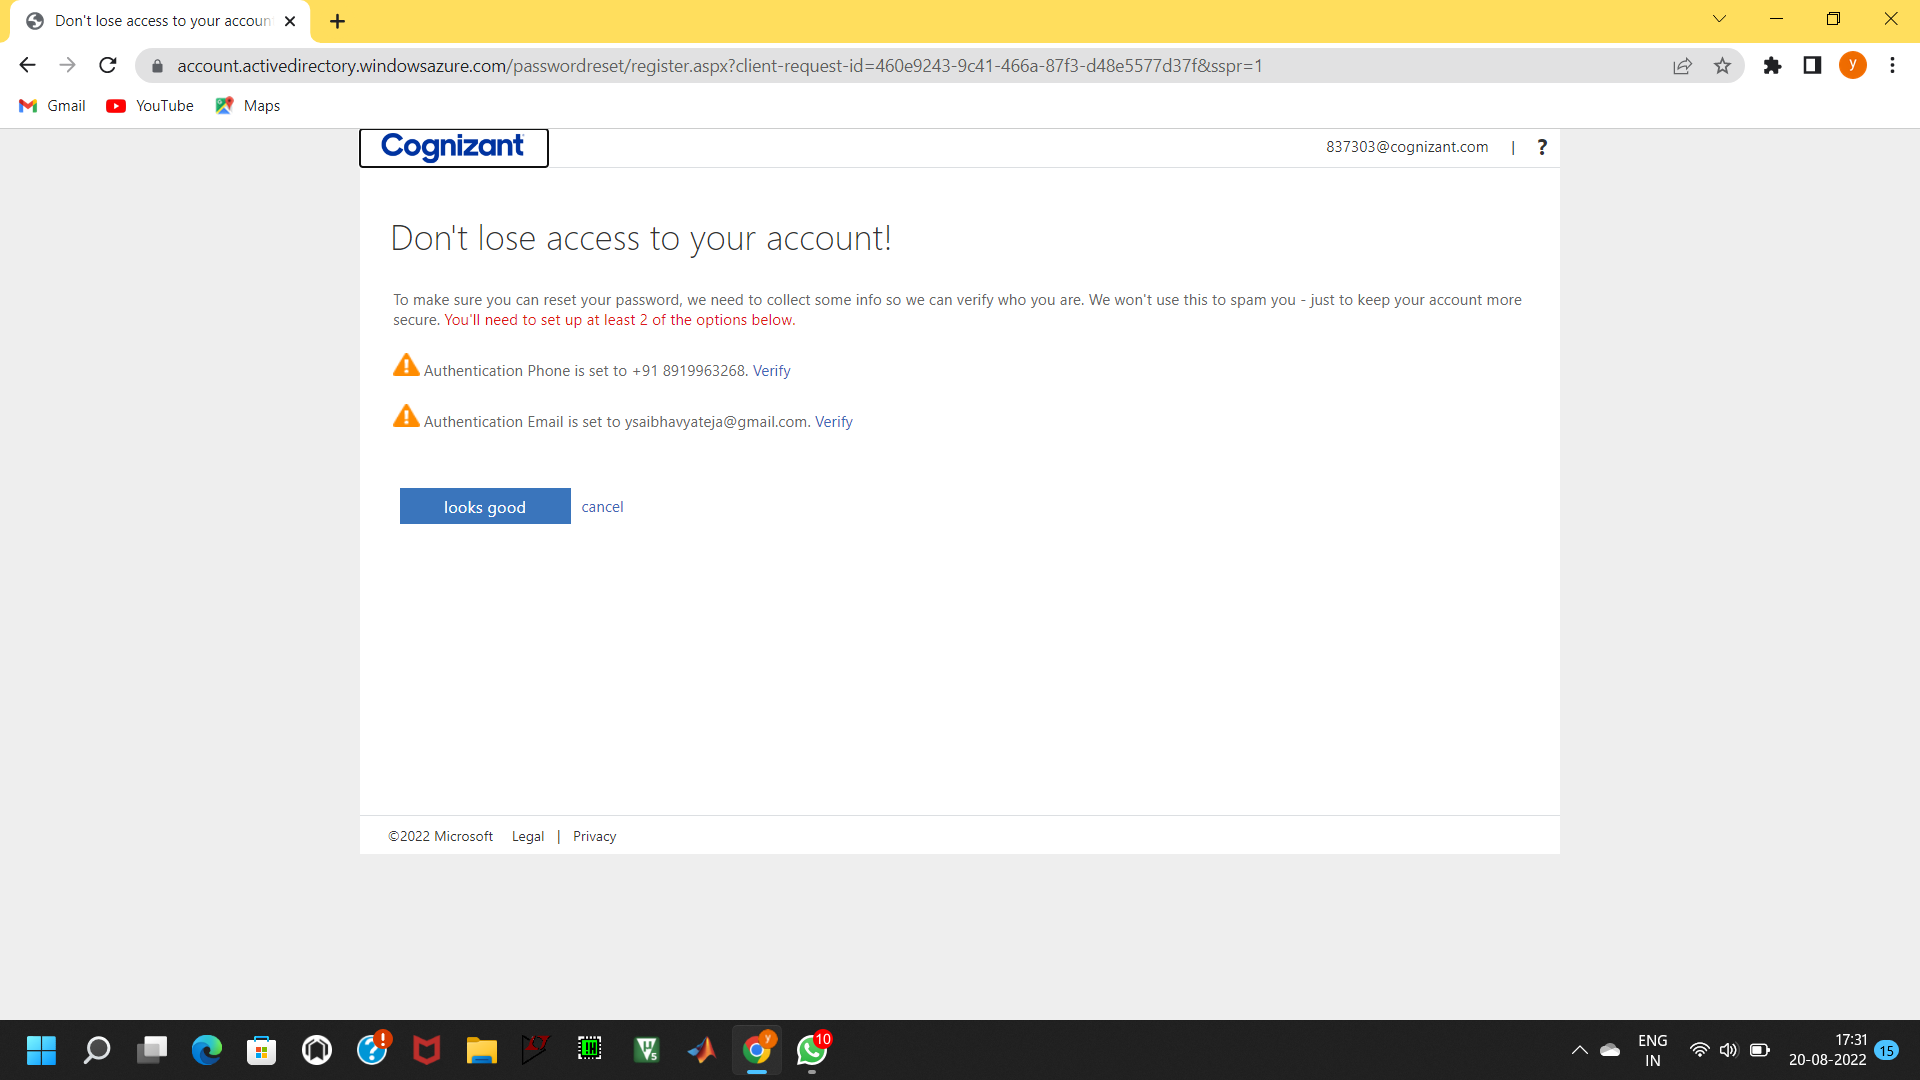 Don't lose access to your accoun
account.activedirectory.windowsazure.com/passwordreset/register.aspx?client-request-id=460e9243-9c41-466a-87f3-d48e5577d37f&sspr=1
y
Gmail YouTube Maps
Cognizant
837303@cognizant.com | ?
Don't lose access to your account!
To make sure you can reset your password, we need to collect some info so we can verify who you are. We won't use this to spam you - just to keep your account more
secure. You'll need to set up at least 2 of the options below.
Authentication Phone is set to +91 8919963268. Verify
Authentication Email is set to ysaibhavyateja@gmail.com. Verify
looks good cancel
©2022 Microsoft Legal | Privacy
10
ENG
IN
17:31
20-08-2022
15